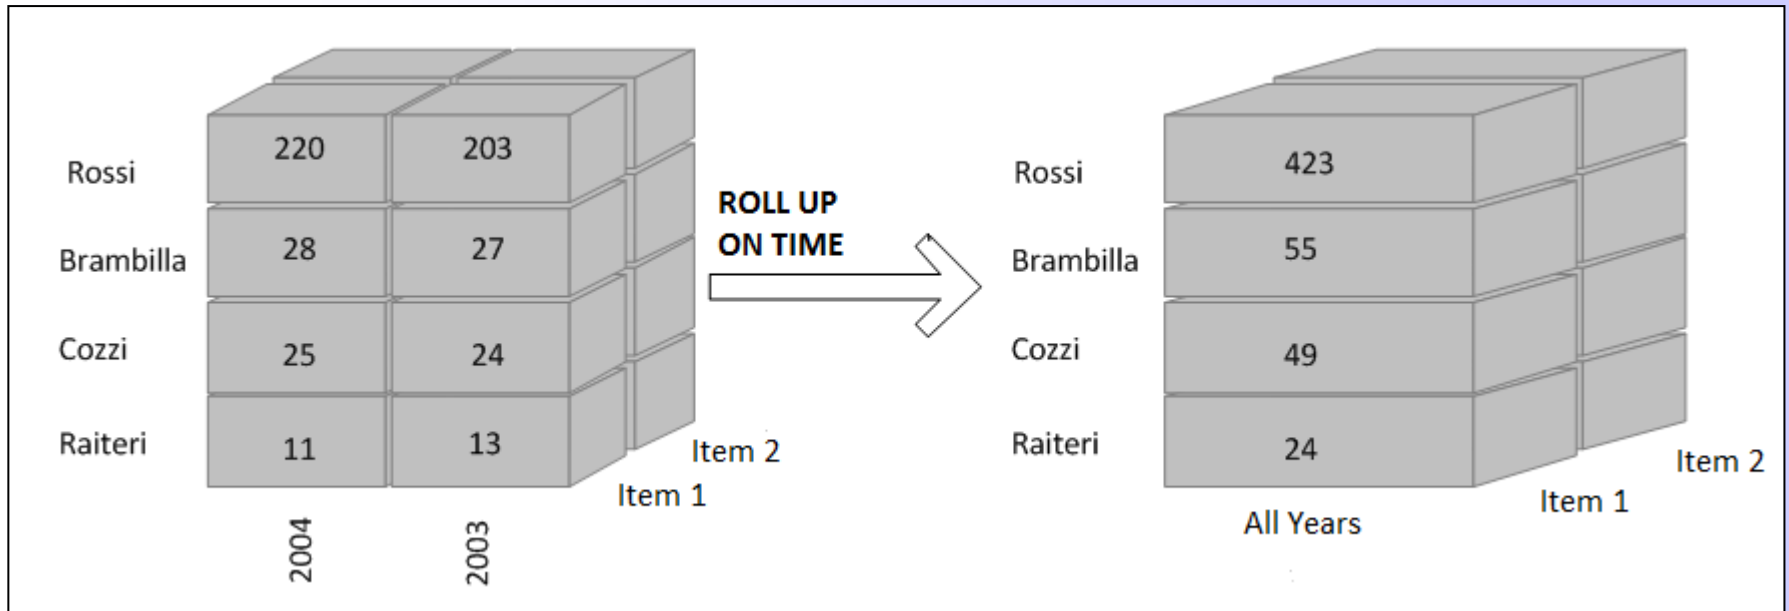 Rossi
220 203
Brambilla
28 27
Cozzi
25 24
Raiteri
11 13
Item 2
Item 1
2004
2003
ROLL UP
ON TIME
Rossi
423
Brambilla
55
Cozzi
49
Raiteri
24
Item 2
Item 1
All Years